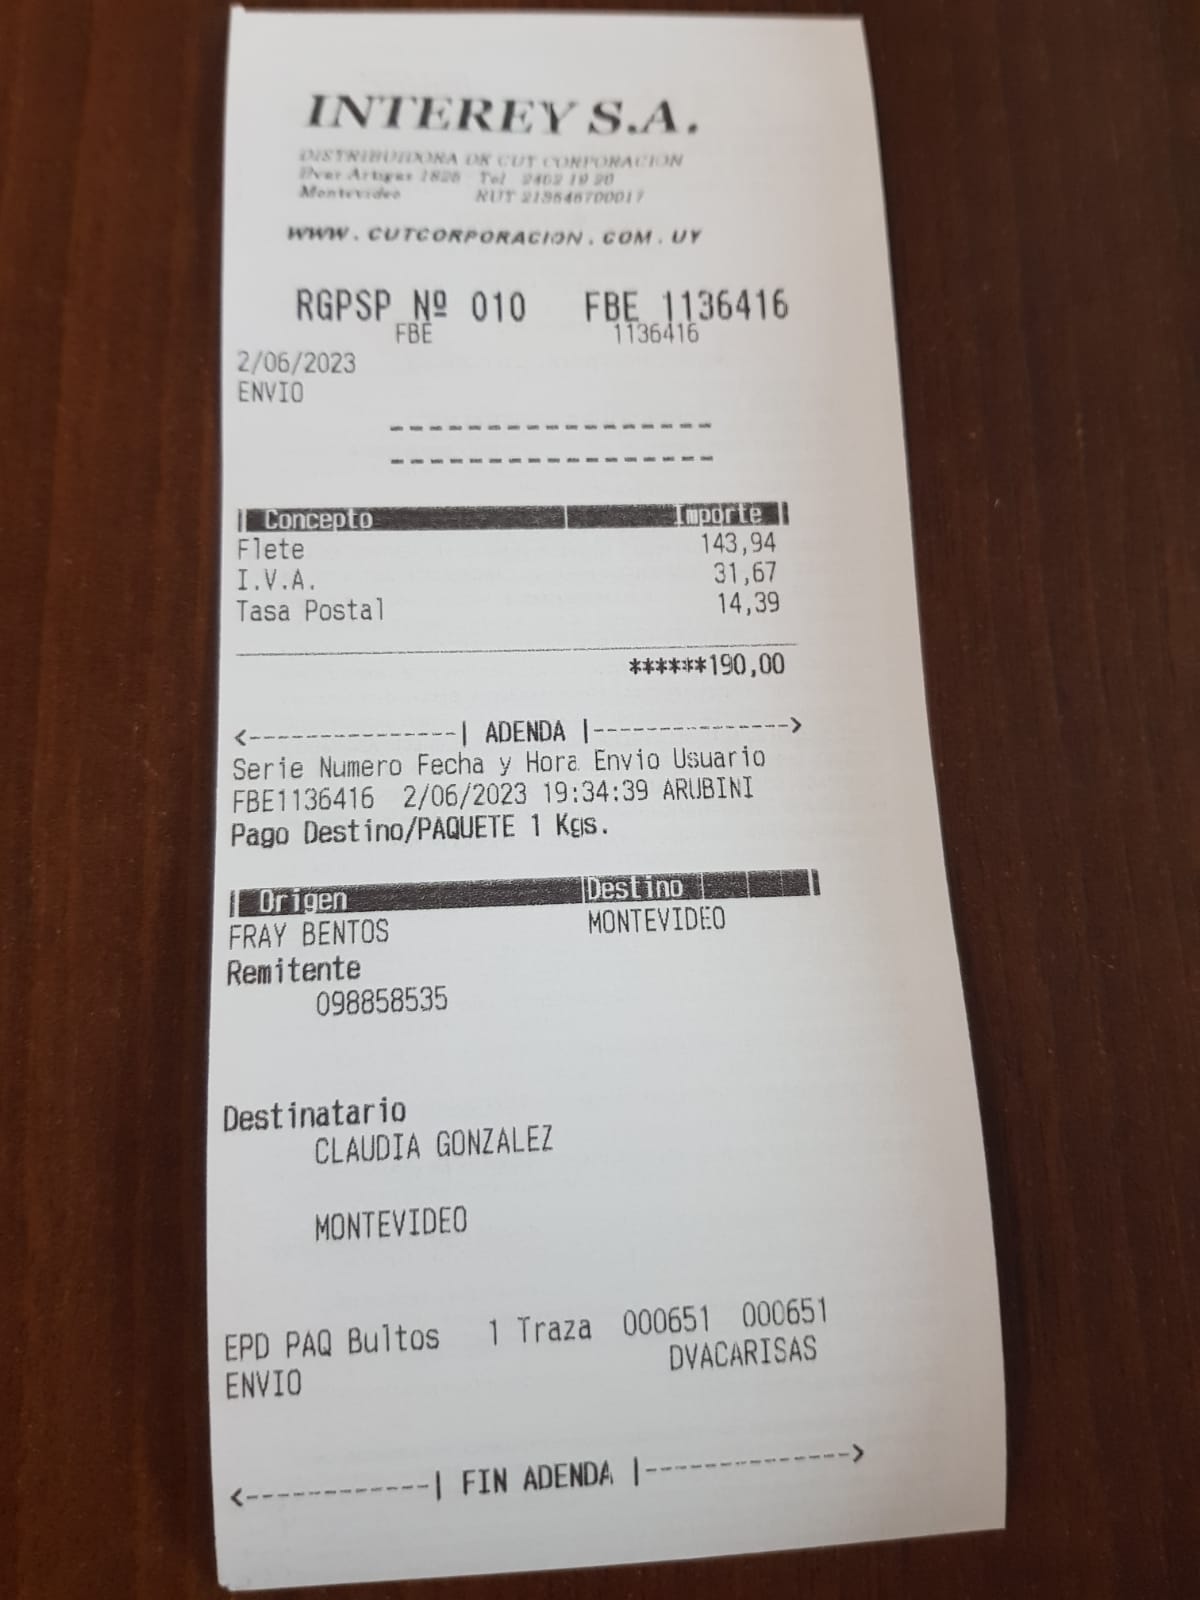 INTEREY S.A.
DISTRIBUIDORA DE CUT CORPORACION
Bvar Artigas 1825 Tel 2402 19 20
Montevideo RUT 213646700017
WWW.CUTCORPORACION.COM.UY
RGPSP Nº 010 FBE 1136416
FBE 1136416
2/06/2023
ENVIO
Concepto Importe
Flete 143,94
I.V.A. 31,67
Tasa Postal 14,39
******190,00
<---------------| ADENDA |-------------->
Serie Numero Fecha y Hora Envio Usuario
FBE1136416 2/06/2023 19:34:39 ARUBINI
Pago Destino/PAQUETE 1 Kgs.
Origen Destino
FRAY BENTOS MONTEVIDEO
Remitente
098858535
Destinatario
CLAUDIA GONZALEZ
MONTEVIDEO
EPD PAQ Bultos 1 Traza 000651 000651
ENVIO DVACARISAS
<------------| FIN ADENDA |-------------->